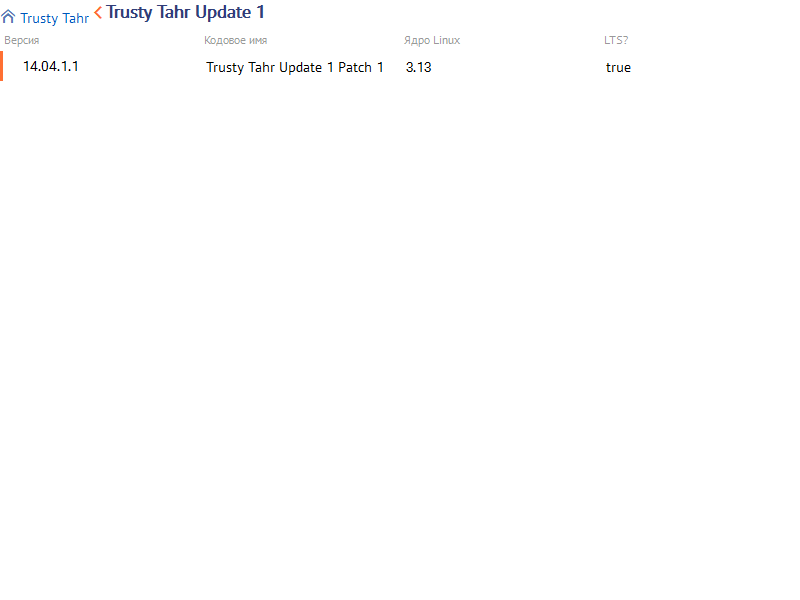 Trusty Tahr Trusty Tahr Update 1
Версия Кодовое имя Ядро Linux LTS?
14.04.1.1 Trusty Tahr Update 1 Patch 1 3.13 true